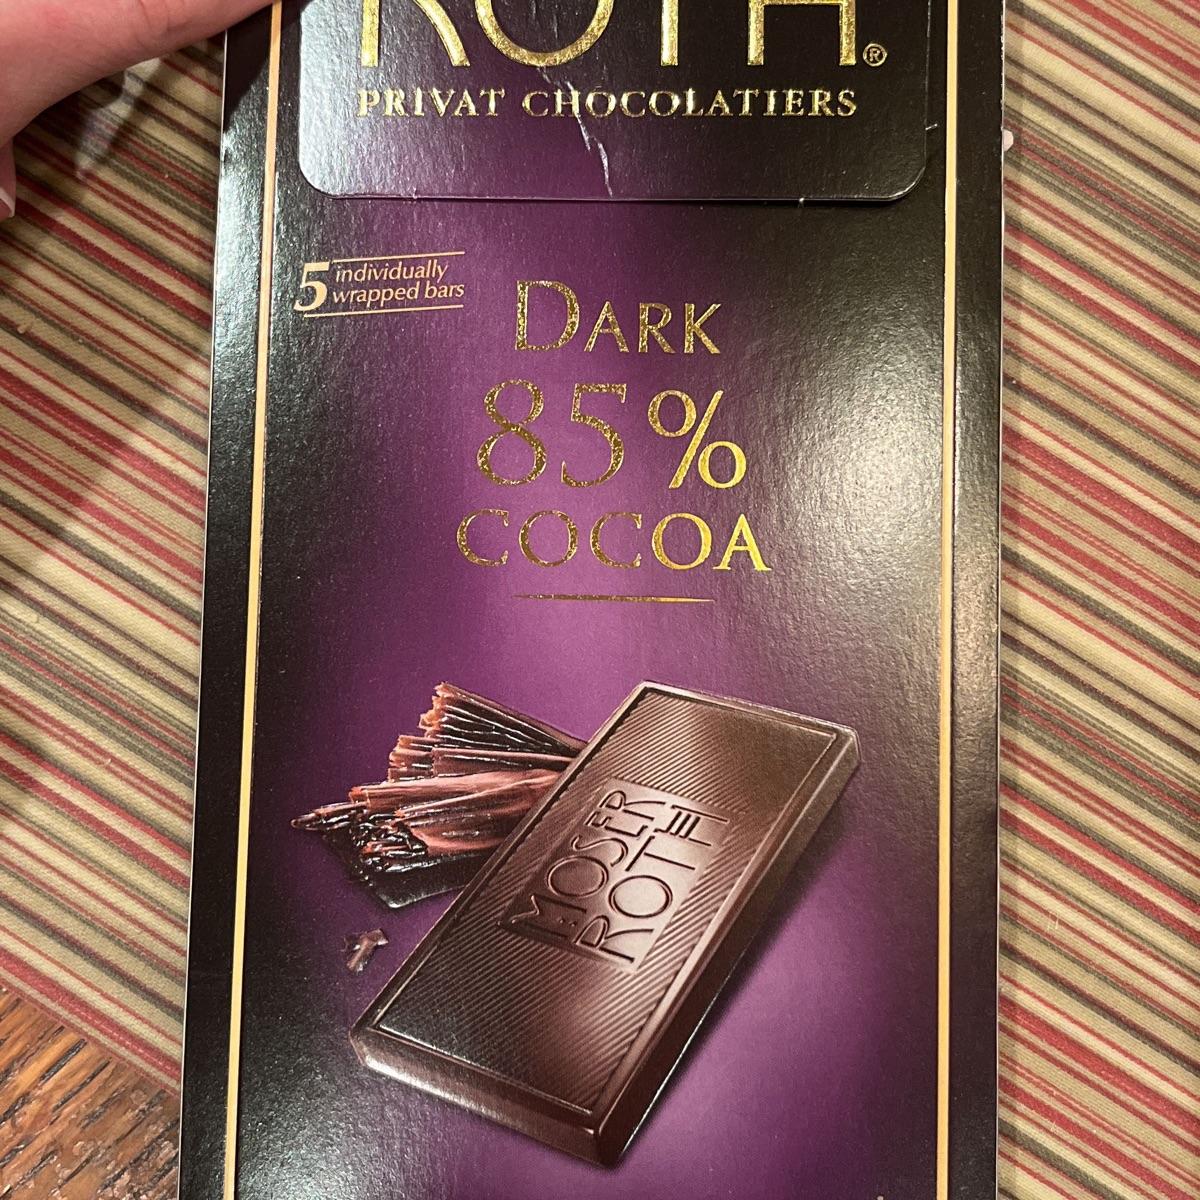 ROTH®
PRIVAT CHOCOLATIERS
5 individually
wrapped bars
DARK
85%
COCOA
MOSER
ROTH